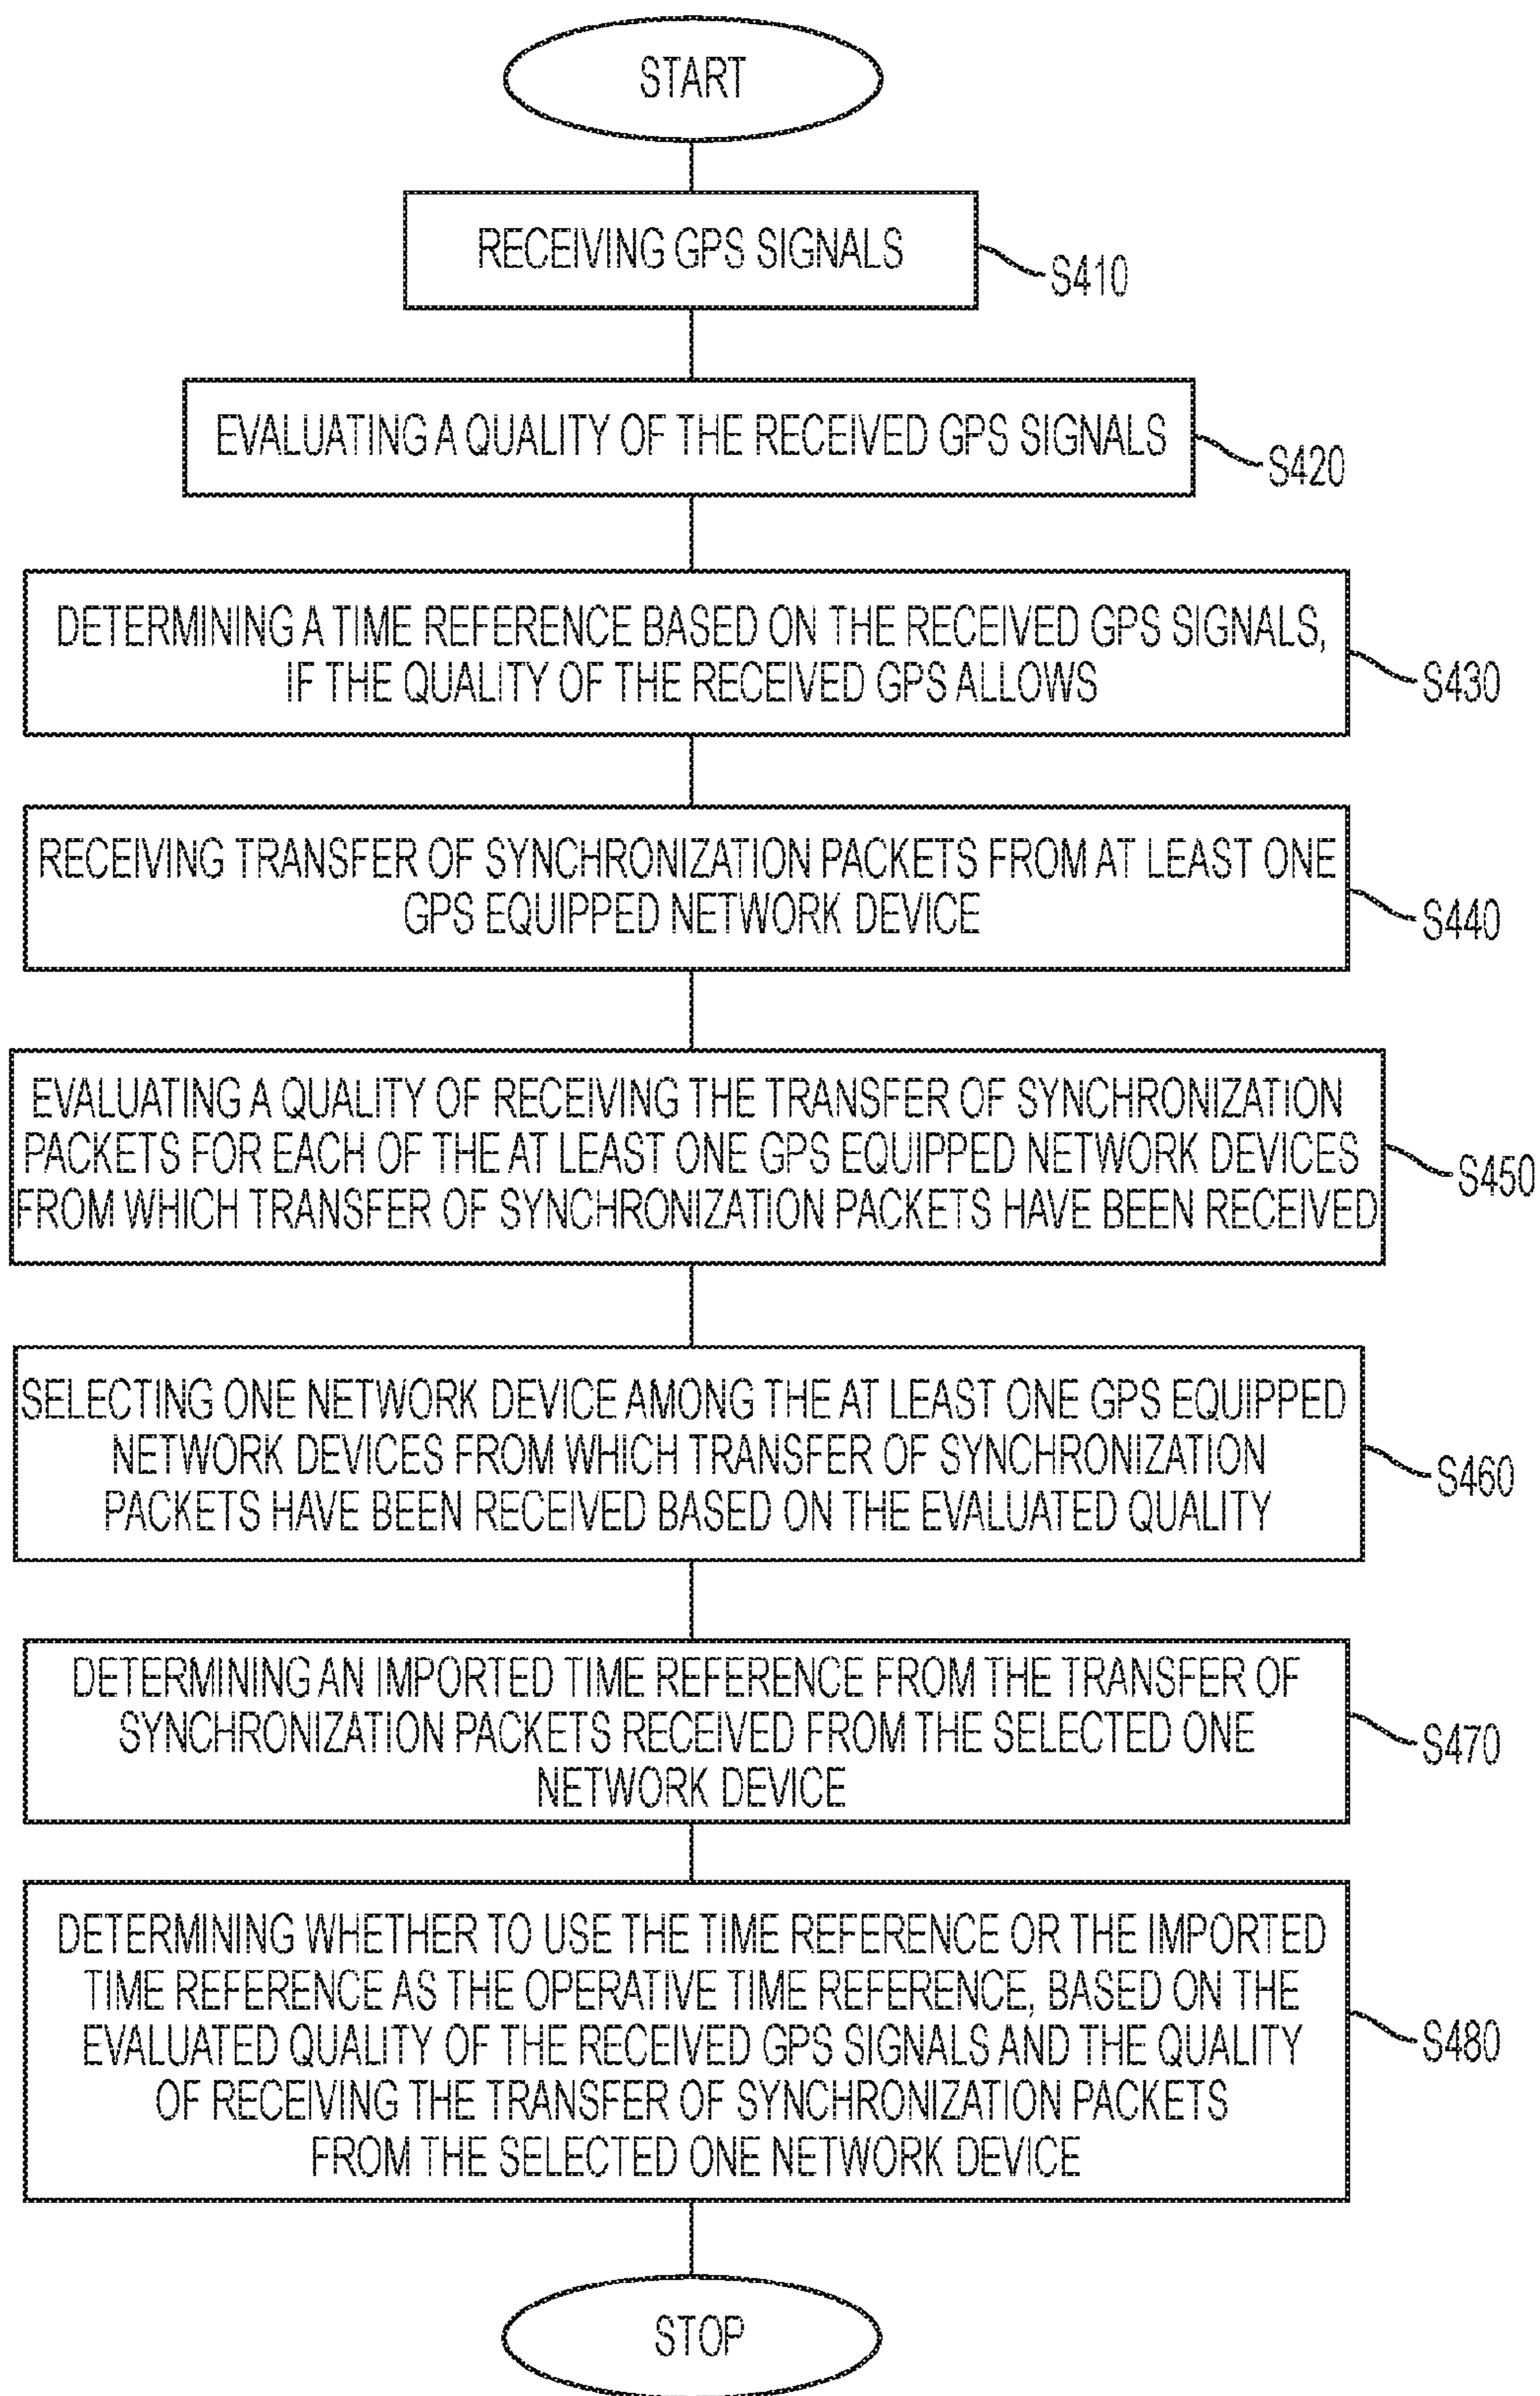 START
RECEIVING GPS SIGNALS
S410
EVALUATING A QUALITY OF THE RECEIVED GPS SIGNALS
S420
DETERMINING A TIME REFERENCE BASED ON THE RECEIVED GPS SIGNALS,
IF THE QUALITY OF THE RECEIVED GPS ALLOWS
S430
RECEIVING TRANSFER OF SYNCHRONIZATION PACKETS FROM AT LEAST ONE
GPS EQUIPPED NETWORK DEVICE
S440
EVALUATING A QUALITY OF RECEIVING THE TRANSFER OF SYNCHRONIZATION
PACKETS FOR EACH OF THE AT LEAST ONE GPS EQUIPPED NETWORK DEVICES
FROM WHICH TRANSFER OF SYNCHRONIZATION PACKETS HAVE BEEN RECEIVED
S450
SELECTING ONE NETWORK DEVICE AMONG THE AT LEAST ONE GPS EQUIPPED
NETWORK DEVICES FROM WHICH TRANSFER OF SYNCHRONIZATION
PACKETS HAVE BEEN RECEIVED BASED ON THE EVALUATED QUALITY
S460
DETERMINING AN IMPORTED TIME REFERENCE FROM THE TRANSFER OF
SYNCHRONIZATION PACKETS RECEIVED FROM THE SELECTED ONE
NETWORK DEVICE
S470
DETERMINING WHETHER TO USE THE TIME REFERENCE OR THE IMPORTED
TIME REFERENCE AS THE OPERATIVE TIME REFERENCE, BASED ON THE
EVALUATED QUALITY OF THE RECEIVED GPS SIGNALS AND THE QUALITY
OF RECEIVING THE TRANSFER OF SYNCHRONIZATION PACKETS
FROM THE SELECTED ONE NETWORK DEVICE
S480
STOP